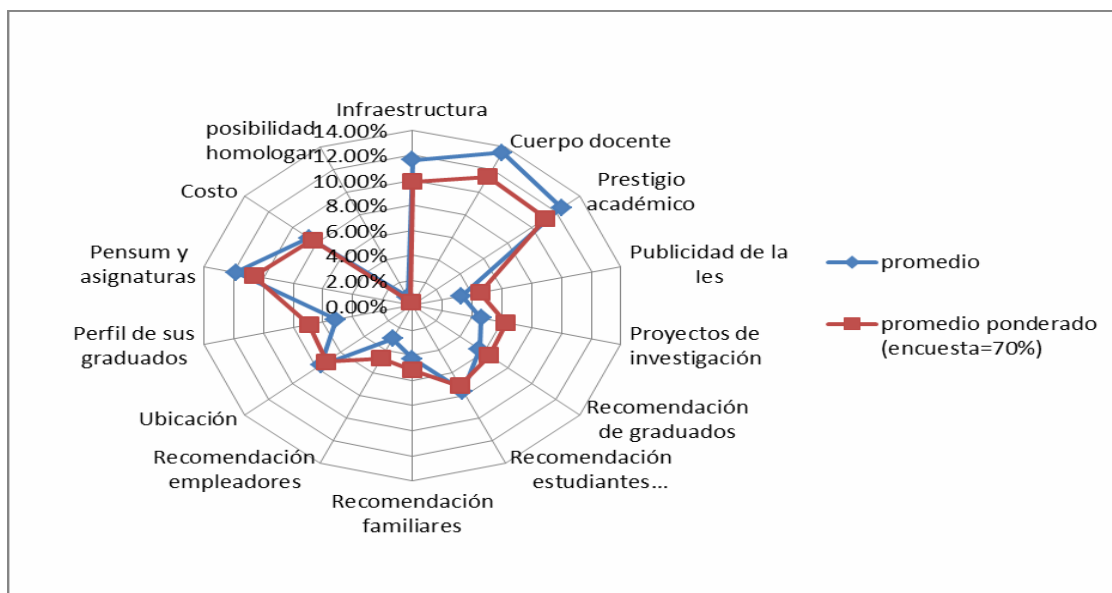 Infraestructura
Cuerpo docente
Prestigio
académico
Publicidad de la
Ies
Proyectos de
investigación
Recomendación
de graduados
Recomendación
estudiantes...
Recomendación
familiares
Recomendación
empleadores
Ubicación
Perfil de sus
graduados
Pensum y
asignaturas
Costo
posibilidad
homologar
14.00%
12.00%
10.00%
8.00%
6.00%
4.00%
2.00%
0.00%
promedio
promedio ponderado
(encuesta=70%)